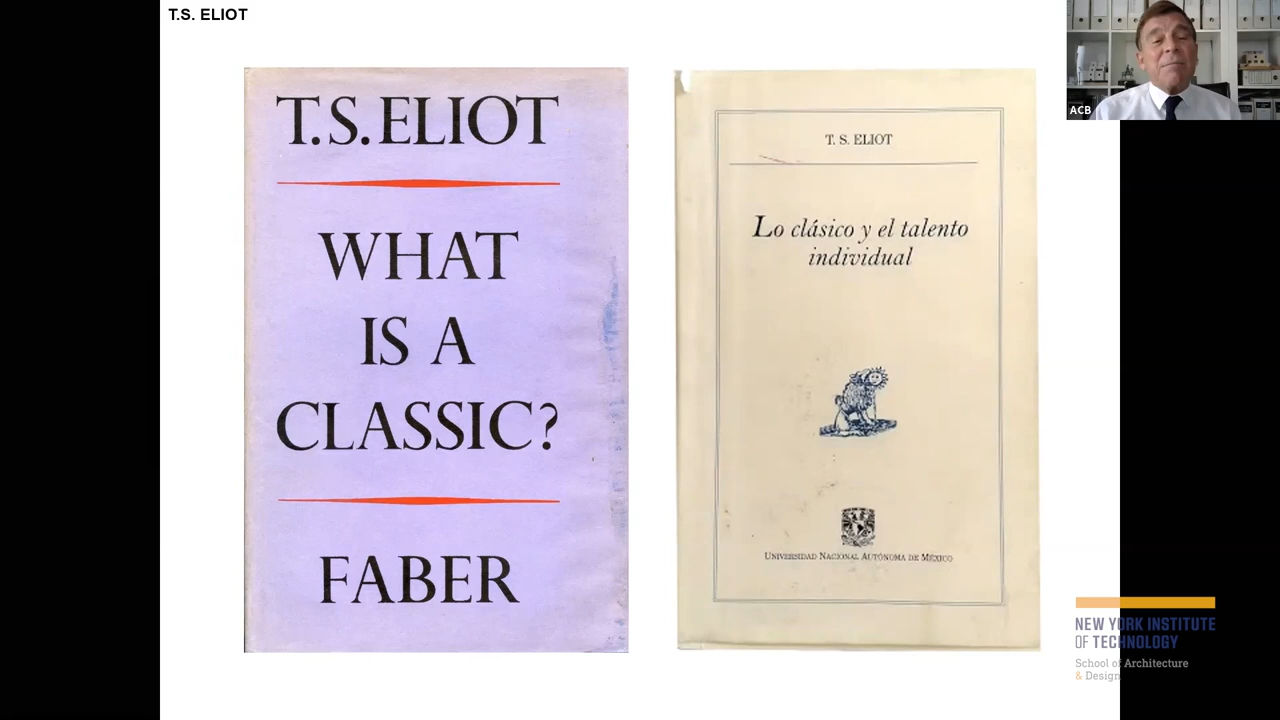 T.S. ELIOT
T.S.ELIOT
WHAT
IS A
CLASSIC?
FABER
T. S. ELIOT
Lo clásico y el talento
individual
UNIVERSIDAD NACIONAL AUTÓNOMA DE MÉXICO
ACB
NEW YORK INSTITUTE
OF TECHNOLOGY
School of Architecture
& Design